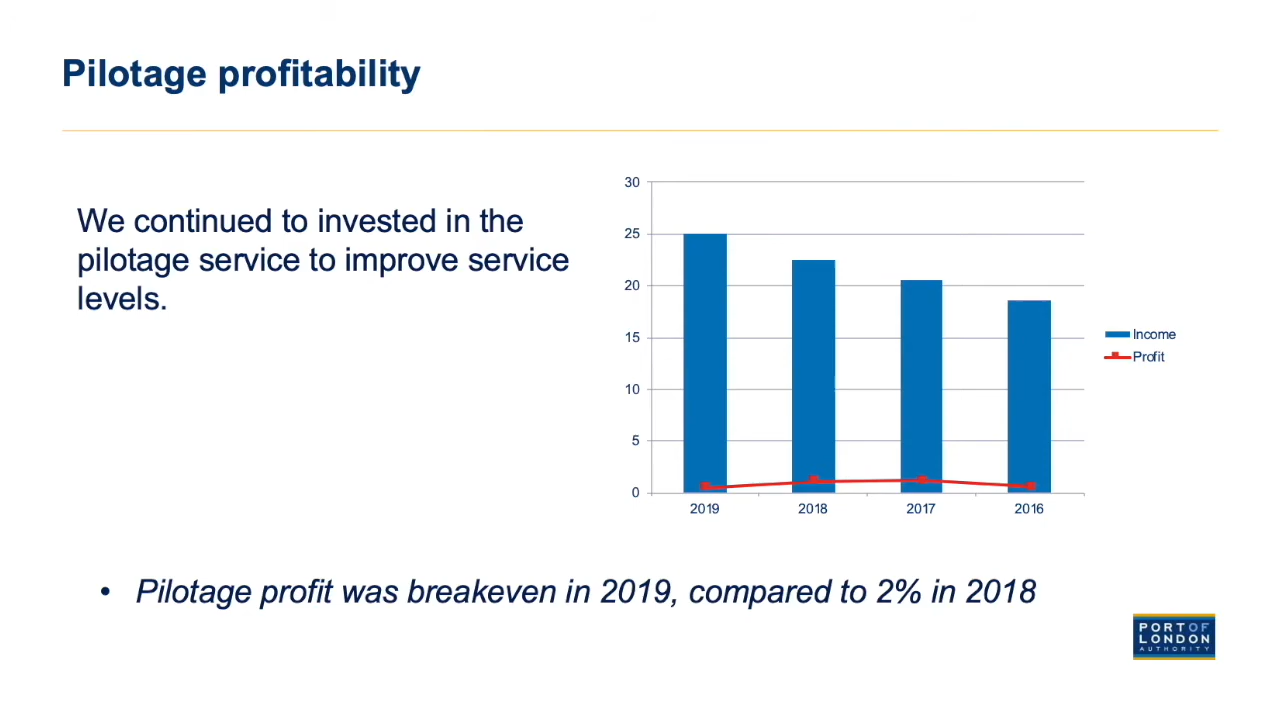 Pilotage profitability
We continued to invested in the
pilotage service to improve service
levels.
30
25
20
15
10
5
0
2019 2018 2017 2016
Income
Profit
• Pilotage profit was breakeven in 2019, compared to 2% in 2018
PORT OF
LONDON
AUTHORITY